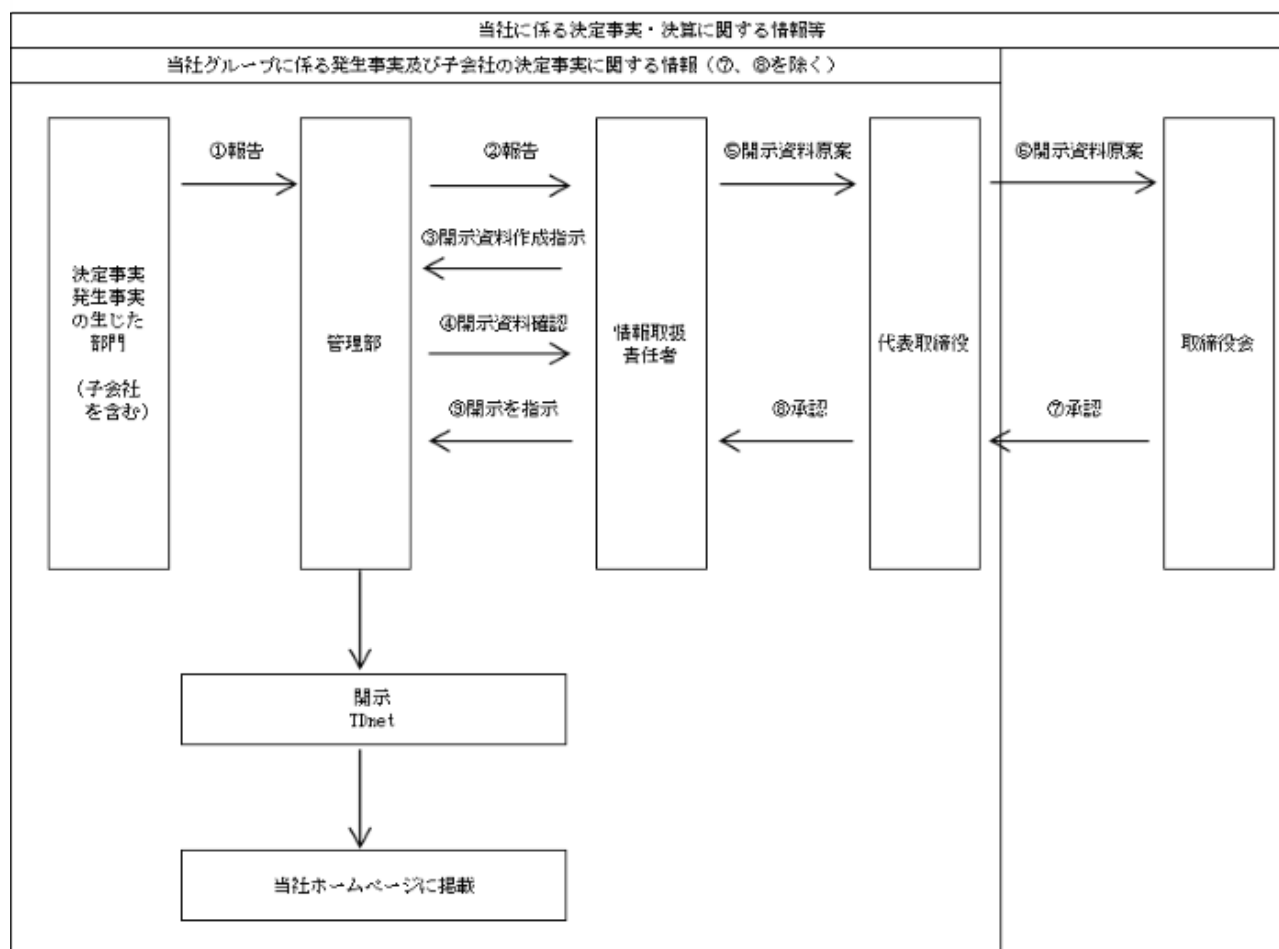 当社に係る決定事実・決算に関する情報等
当社グループに係る発生事実及び子会社の決定事実に関する情報（⑦、⑧を除く）
①報告
②報告
⑤開示資料原案
⑥開示資料原案
③開示資料作成指示
④開示資料確認
⑨開示を指示
⑧承認
⑦承認
決定事実
発生事実
の生じた
部門
（子会社
を含む）
管理部
情報取扱
責任者
代表取締役
取締役会
開示
TDnet
当社ホームページに掲載